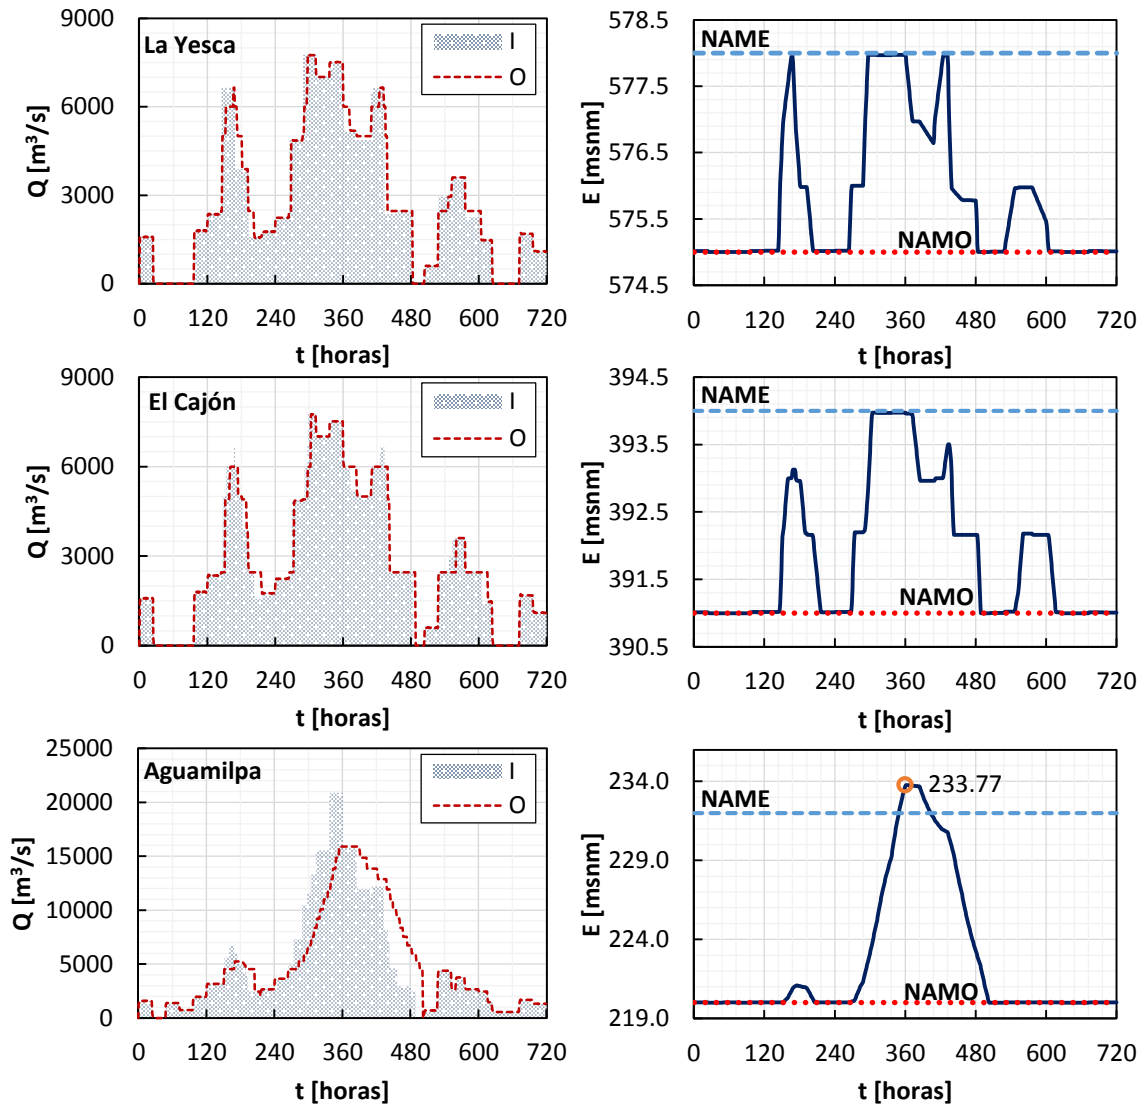 9000
6000
3000
0
Q [m³/s]
La Yesca
I
O
0 120 240 360 480 600 720
t [horas]
578.5
577.5
576.5
575.5
574.5
E [msnm]
NAME
NAMO
0 120 240 360 480 600 720
t [horas]
9000
6000
3000
0
Q [m³/s]
El Cajón
I
O
0 120 240 360 480 600 720
t [horas]
394.5
393.5
392.5
391.5
390.5
E [msnm]
NAME
NAMO
0 120 240 360 480 600 720
t [horas]
25000
20000
15000
10000
5000
0
Q [m³/s]
Aguamilpa
I
O
0 120 240 360 480 600 720
t [horas]
234.0
229.0
224.0
219.0
E [msnm]
NAME
233.77
NAMO
0 120 240 360 480 600 720
t [horas]